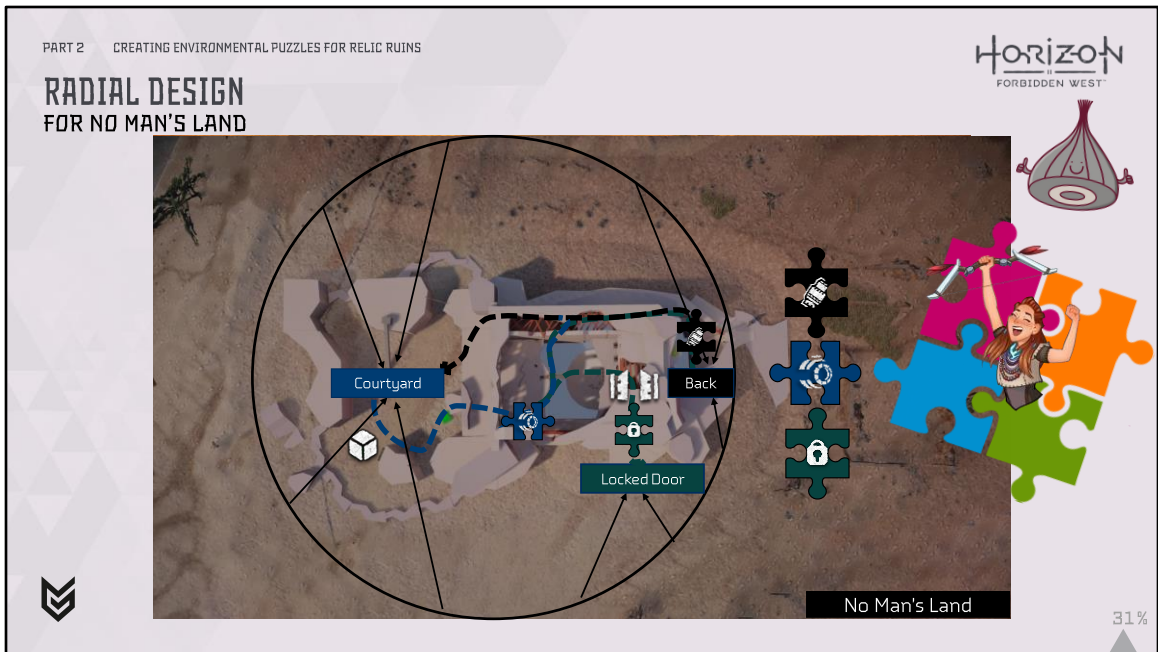 PART 2 CREATING ENVIRONMENTAL PUZZLES FOR RELIC RUINS
HORIZON
FORBIDDEN WEST™
RADIAL DESIGN
FOR NO MAN'S LAND
Courtyard
Back
Locked Door
No Man's Land
31%